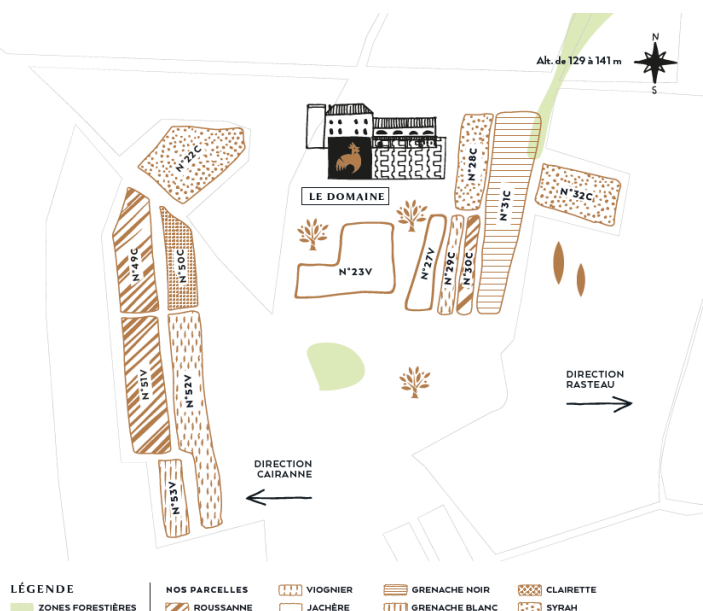 N
Alt. de 129 à 141 m
S
N°22C
N°28C
N°31C
N°32C
LE DOMAINE
N°49C
N°50C
N°23V
N°27V
N°29C
N°30C
N°51V
N°52V
DIRECTION
RASTEAU
DIRECTION
CAIRANNE
N°53V
LÉGENDE
ZONES FORESTIÈRES
NOS PARCELLES
ROUSSANNE
VIOGNIER
JACHÈRE
GRENACHE NOIR
GRENACHE BLANC
CLAIRETTE
SYRAH